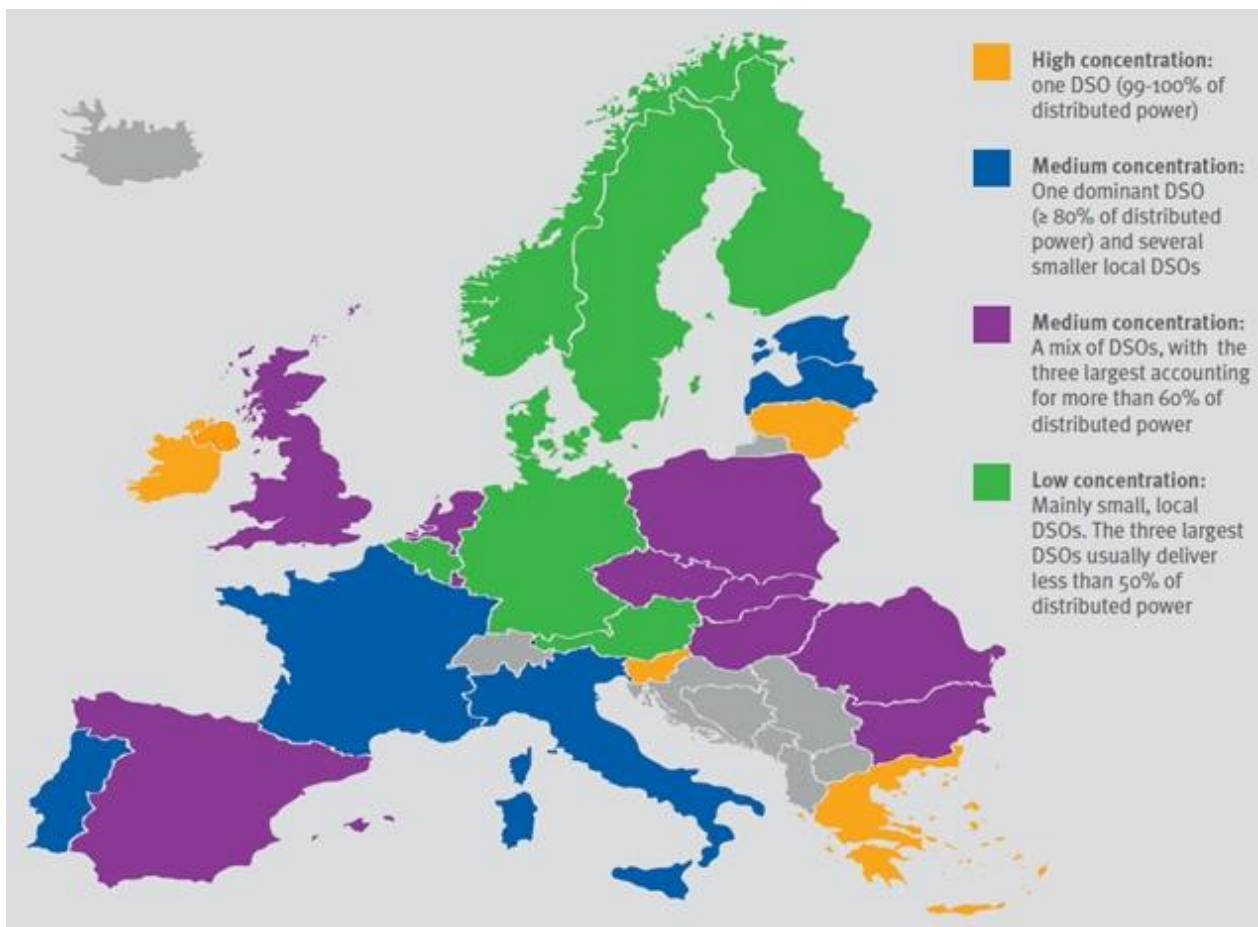 High concentration:
one DSO (99-100% of
distributed power)
Medium concentration:
One dominant DSO
(≥ 80% of distributed
power) and several
smaller local DSOs
Medium concentration:
A mix of DSOs, with the
three largest accounting
for more than 60% of
distributed power
Low concentration:
Mainly small, local
DSOs. The three largest
DSOs usually deliver
less than 50% of
distributed power